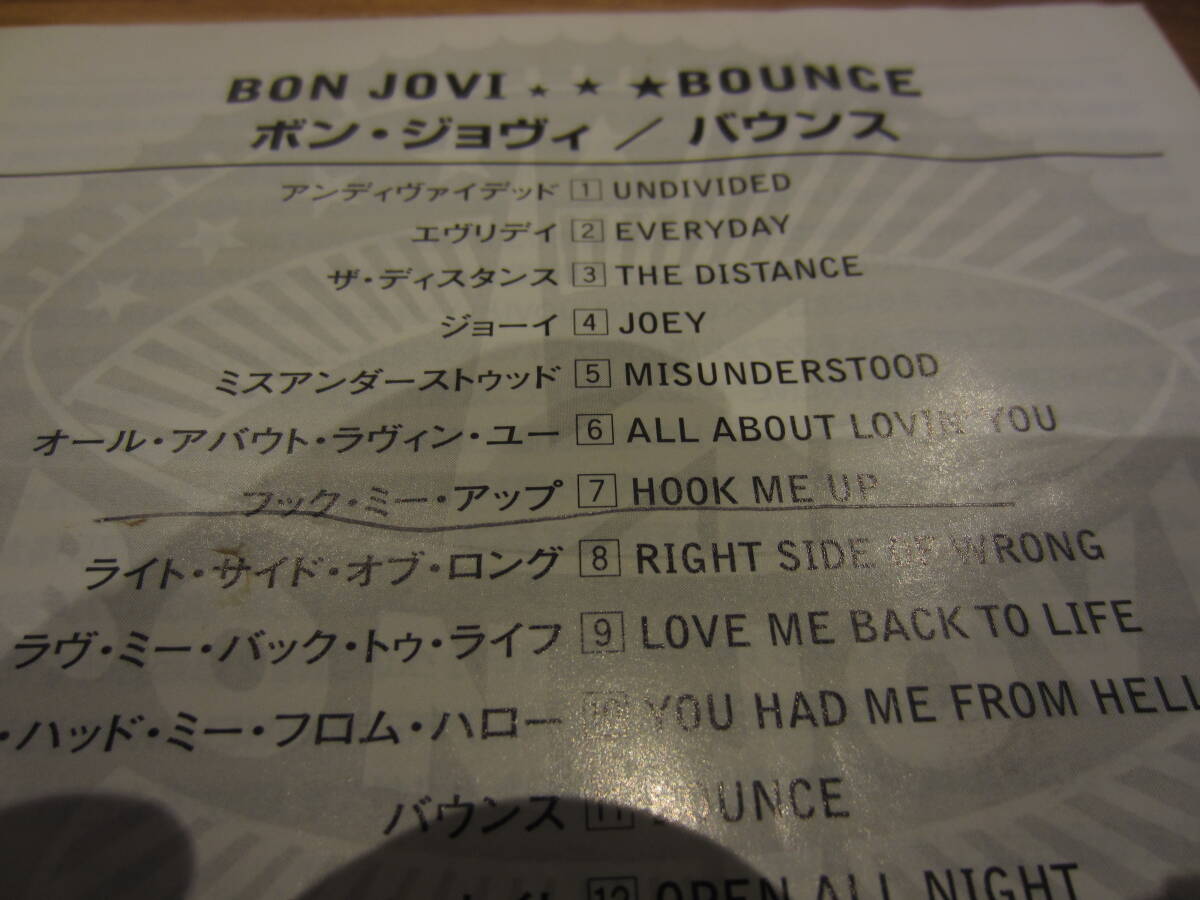 BON JOVI ★ ★ ★BOUNCE
ボン・ジョヴィ / バウンス
アンディヴァイデッド 1 UNDIVIDED
エヴリデイ 2 EVERYDAY
ザ・ディスタンス 3 THE DISTANCE
ジョーイ 4 JOEY
ミスアンダーストゥッド 5 MISUNDERSTOOD
オール・アバウト・ラヴィン・ユー 6 ALL ABOUT LOVIN' YOU
フック・ミー・アップ 7 HOOK ME UP
ライト・サイド・オブ・ロング 8 RIGHT SIDE OF WRONG
ラヴ・ミー・バック・トゥ・ライフ 9 LOVE ME BACK TO LIFE
・ハッド・ミー・フロム・ハロー 10 YOU HAD ME FROM HELL
バウンス 11 BOUNCE
12 OPEN ALL NIGHT